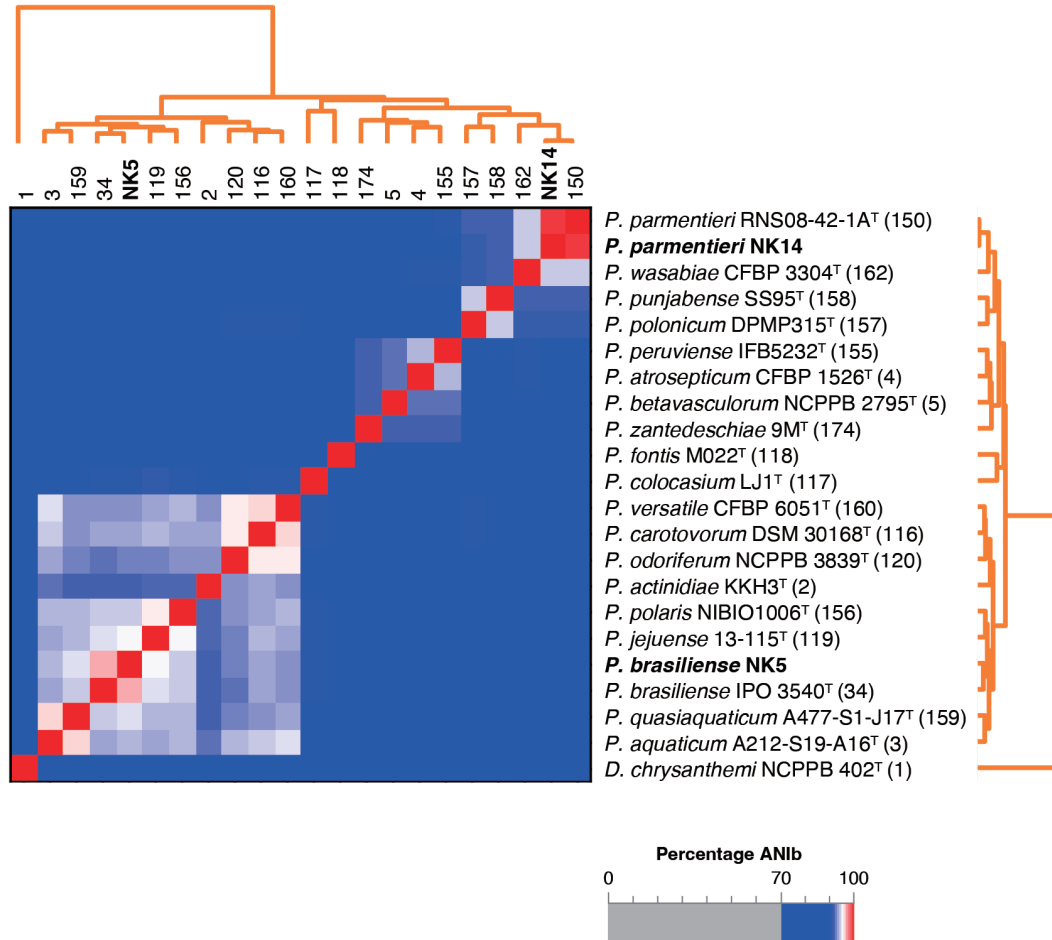 1 3 159 34 NK5 119 156 2 120 116 160 117 118 174 5 4 155 157 158 162 NK14 150
P. parmentieri RNS08-42-1Aᵀ (150)
P. parmentieri NK14
P. wasabiae CFBP 3304ᵀ (162)
P. punjabense SS95ᵀ (158)
P. polonicum DPMP315ᵀ (157)
P. peruviense IFB5232ᵀ (155)
P. atrosepticum CFBP 1526ᵀ (4)
P. betavasculorum NCPPB 2795ᵀ (5)
P. zantedeschiae 9Mᵀ (174)
P. fontis M022ᵀ (118)
P. colocasium LJ1ᵀ (117)
P. versatile CFBP 6051ᵀ (160)
P. carotovorum DSM 30168ᵀ (116)
P. odoriferum NCPPB 3839ᵀ (120)
P. actinidiae KKH3ᵀ (2)
P. polaris NIBIO1006ᵀ (156)
P. jejuense 13-115ᵀ (119)
P. brasiliense NK5
P. brasiliense IPO 3540ᵀ (34)
P. quasiaquaticum A477-S1-J17ᵀ (159)
P. aquaticum A212-S19-A16ᵀ (3)
D. chrysanthemi NCPPB 402ᵀ (1)
Percentage ANIb
0 70 100